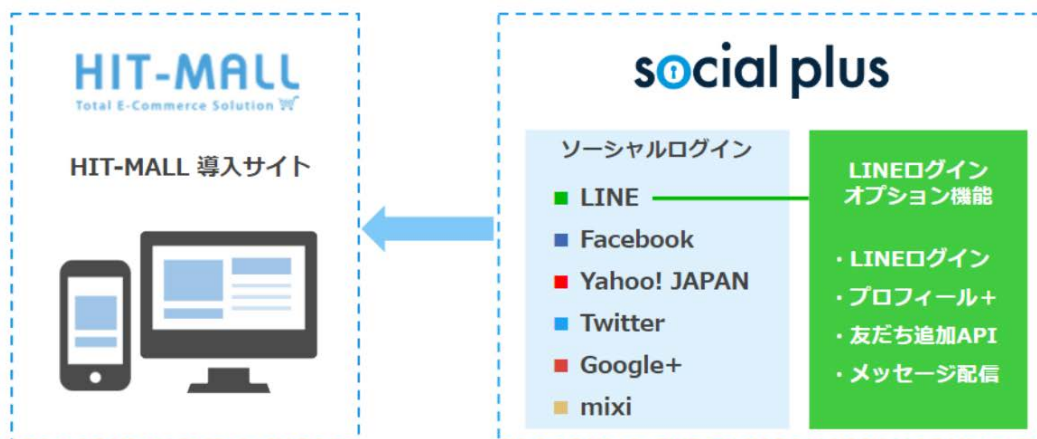 HIT-MALL
Total E-Commerce Solution
HIT-MALL 導入サイト
social plus
ソーシャルログイン
LINE
Facebook
Yahoo! JAPAN
Twitter
Google+
mixi
LINEログイン
オプション機能
・LINEログイン
・プロフィール＋
・友だち追加API
・メッセージ配信